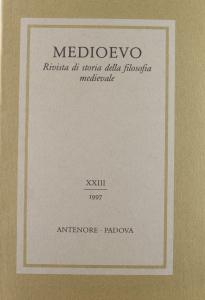 MEDIOEVO
Rivista di storia della filosofia
medievale
XXIII
1997
ANTENORE · PADOVA